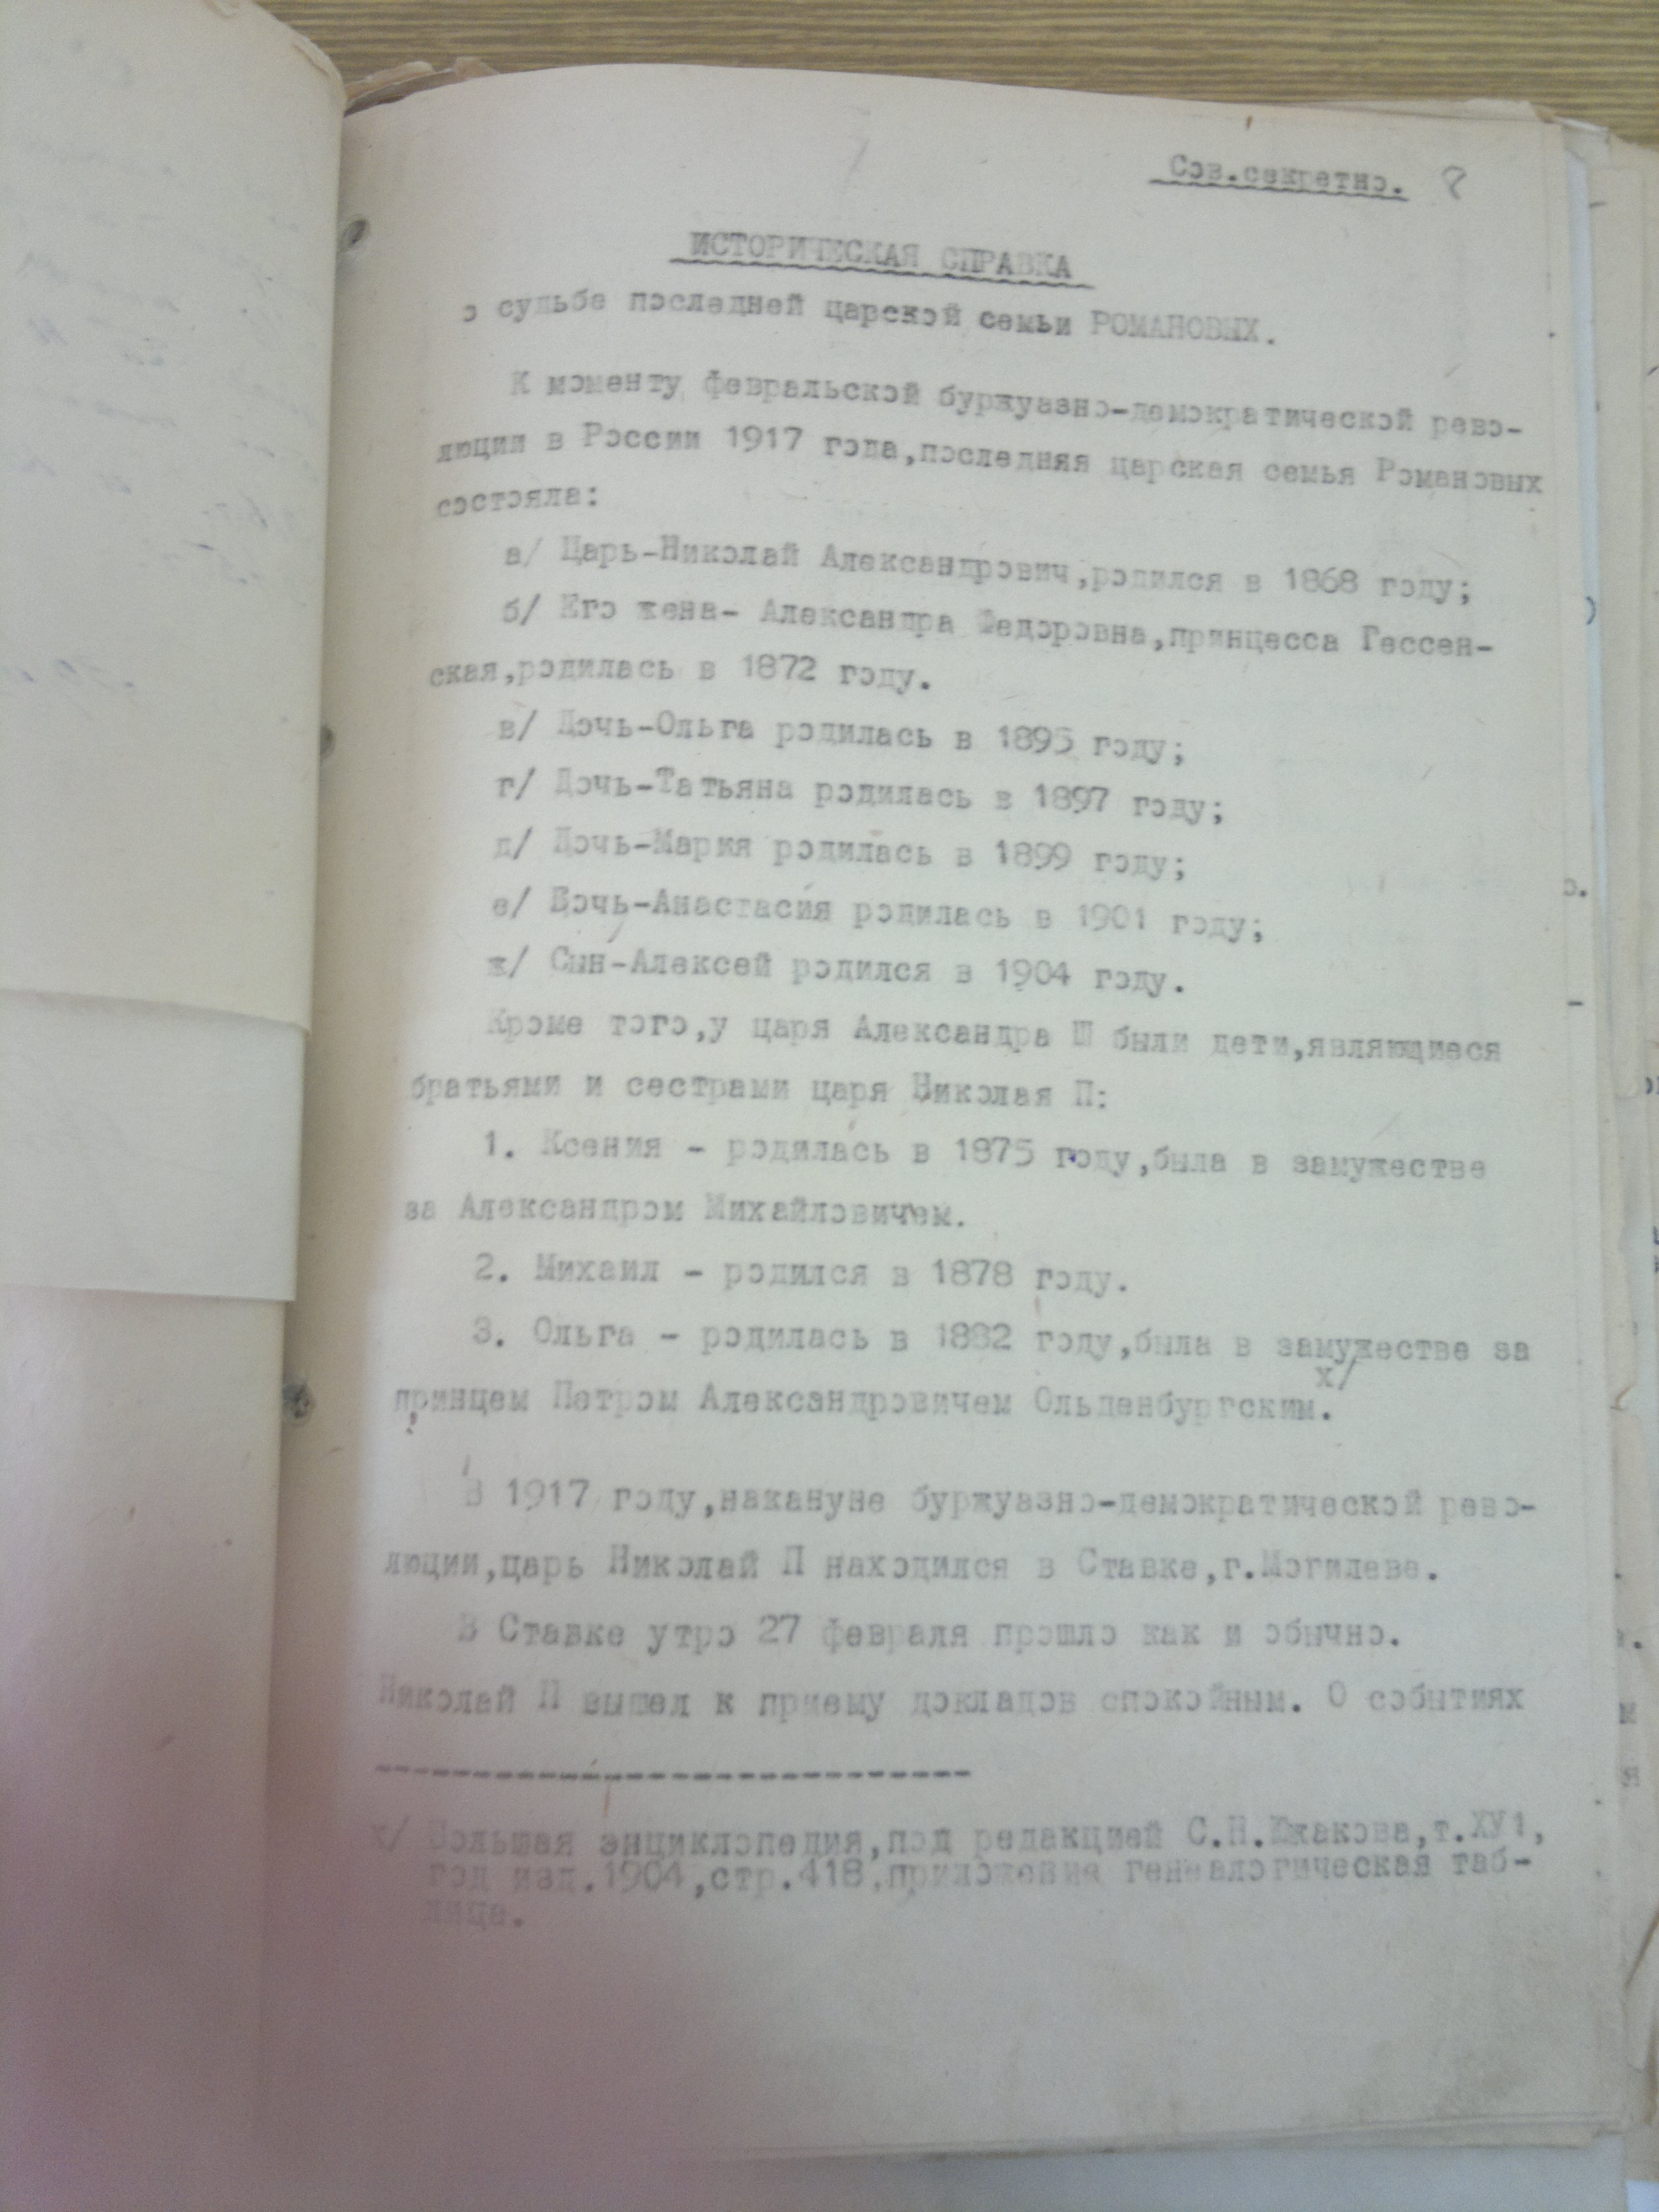 Сов.секретно. 8
ИСТОРИЧЕСКАЯ СПРАВКА
о судьбе последней царской семьи РОМАНОВЫХ.
К моменту февральской буржуазно-демократической рево-
люции в России 1917 года,последняя царская семья Романовых
состояла:
а/ Царь-Николай Александрович,родился в 1868 году;
б/ Его жена- Александра Федоровна,принцесса Гессен-
ская,родилась в 1872 году.
в/ Дочь-Ольга родилась в 1895 году;
г/ Дочь-Татьяна родилась в 1897 году;
д/ Дочь-Мария родилась в 1899 году;
е/ Дочь-Анастасия родилась в 1901 году;
ж/ Сын-Алексей родился в 1904 году.
Кроме того,у царя Александра Ш были дети,являющиеся
братьями и сестрами царя Николая П:
1. Ксения - родилась в 1875 году,была в замужестве
за Александром Михайловичем.
2. Михаил - родился в 1878 году.
3. Ольга - родилась в 1882 году,была в замужестве за
принцем Петром Александровичем Ольденбургским. х/
В 1917 году,накануне буржуазно-демократической рево-
люции,царь Николай П находился в Ставке,г.Могилеве.
В Ставке утро 27 февраля прошло как и обычно.
Николай П вышел к приему докладов спокойным. О событиях
х/ Большая энциклопедия,под редакцией С.Н.Южакова,т.ХУ1,
год изд.1904,стр.418,приложение генеалогическая таб-
лица.